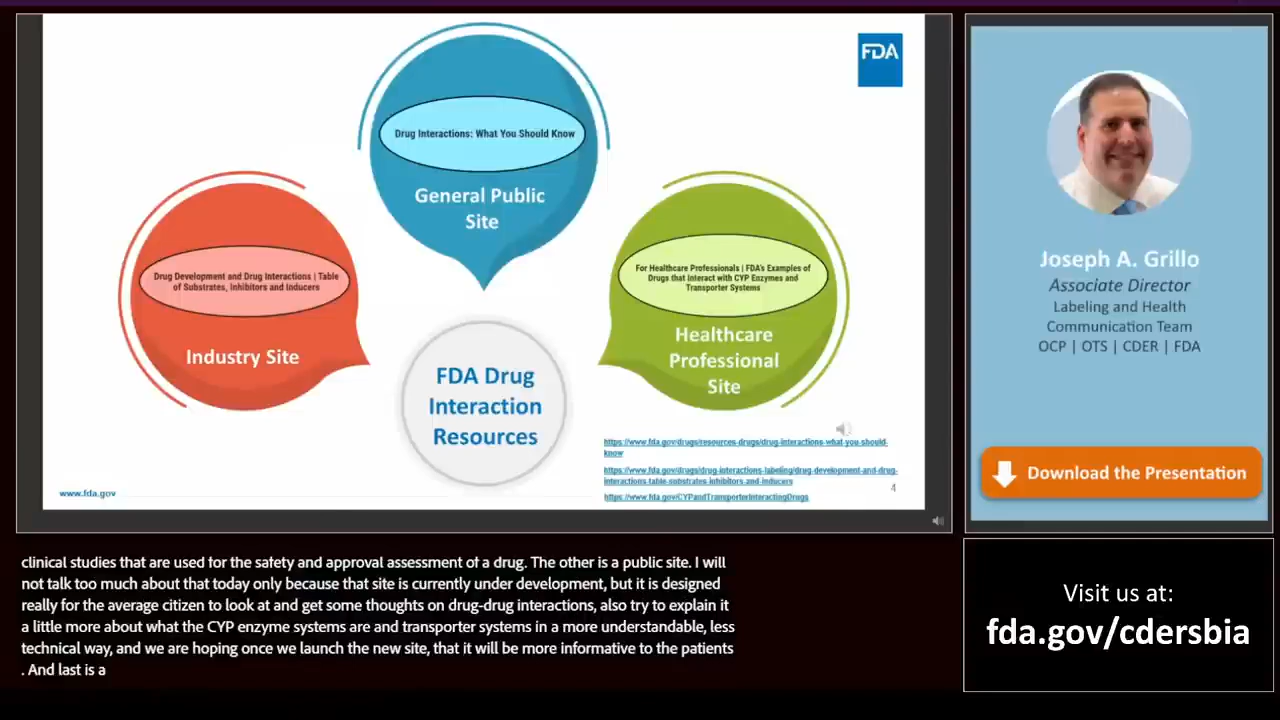 FDA
Drug Interactions: What You Should Know
General Public
Site
Drug Development and Drug Interactions | Table
of Substrates, Inhibitors and Inducers
Industry Site
For Healthcare Professionals | FDA's Examples of
Drugs that Interact with CYP Enzymes and
Transporter Systems
Healthcare
Professional
Site
FDA Drug
Interaction
Resources
https://www.fda.gov/drugs/resources-drugs/drug-interactions-what-you-should-
know
https://www.fda.gov/drugs/drug-interactions-labeling/drug-development-and-drug-
interactions-table-substrates-inhibitors-and-inducers
https://www.fda.gov/CYPandTransporterInteractingDrugs
www.fda.gov
4
Joseph A. Grillo
Associate Director
Labeling and Health
Communication Team
OCP | OTS | CDER | FDA
Download the Presentation
clinical studies that are used for the safety and approval assessment of a drug. The other is a public site. I will
not talk too much about that today only because that site is currently under development, but it is designed
really for the average citizen to look at and get some thoughts on drug-drug interactions, also try to explain it
a little more about what the CYP enzyme systems are and transporter systems in a more understandable, less
technical way, and we are hoping once we launch the new site, that it will be more informative to the patients
. And last is a
Visit us at:
fda.gov/cdersbia